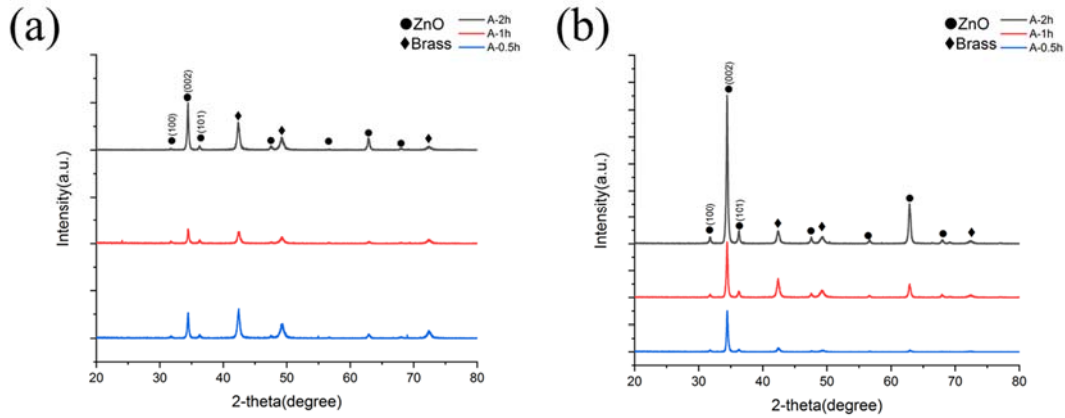 (a)
●ZnO
♦Brass
A-2h
A-1h
A-0.5h
(100)
(002)
(101)
Intensity(a.u.)
20 30 40 50 60 70 80
2-theta(degree)
(b)
●ZnO
♦Brass
A-2h
A-1h
A-0.5h
(002)
(100)
(101)
Intensity(a.u.)
20 30 40 50 60 70 80
2-theta(degree)